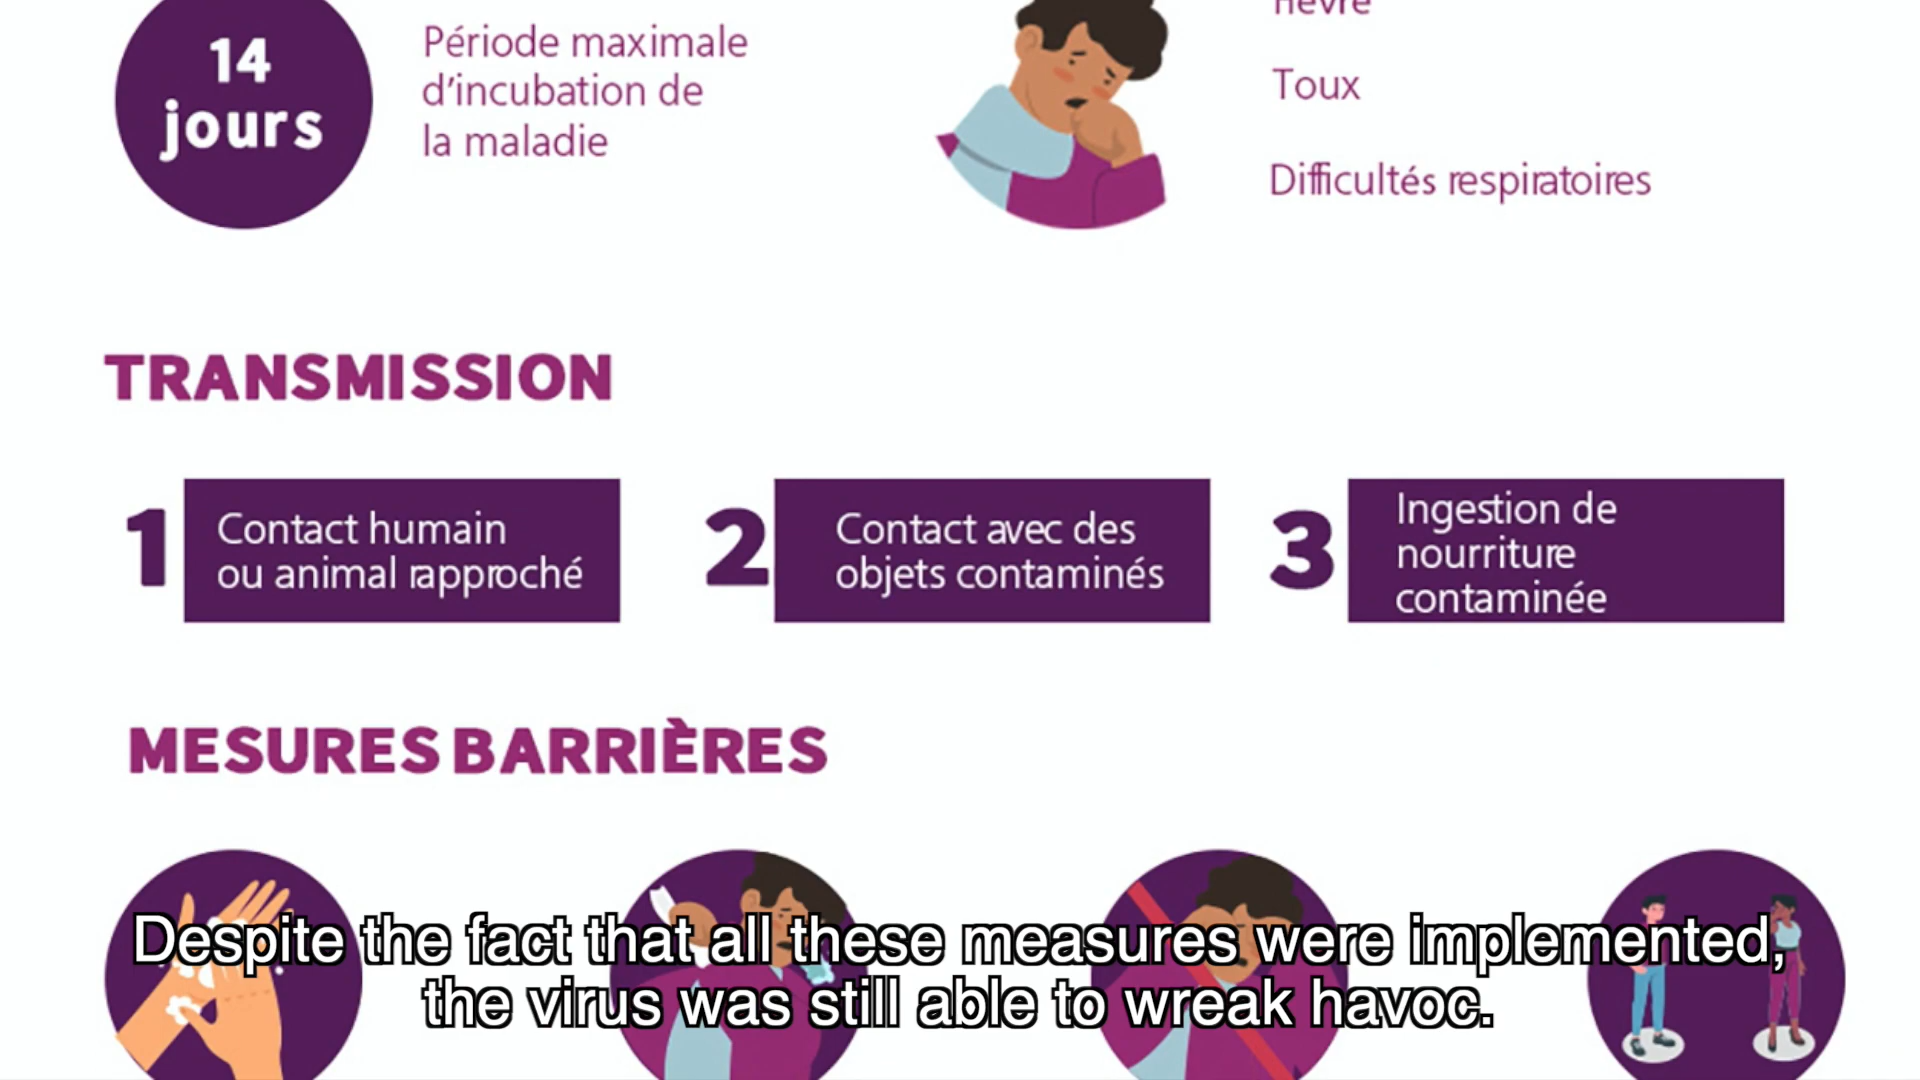 14
jours
Période maximale
d'incubation de
la maladie
Fièvre
Toux
Difficultés respiratoires
TRANSMISSION
1
Contact humain
ou animal rapproché
2
Contact avec des
objets contaminés
3
Ingestion de
nourriture
contaminée
MESURES BARRIÈRES
Despite the fact that all these measures were implemented,
the virus was still able to wreak havoc.